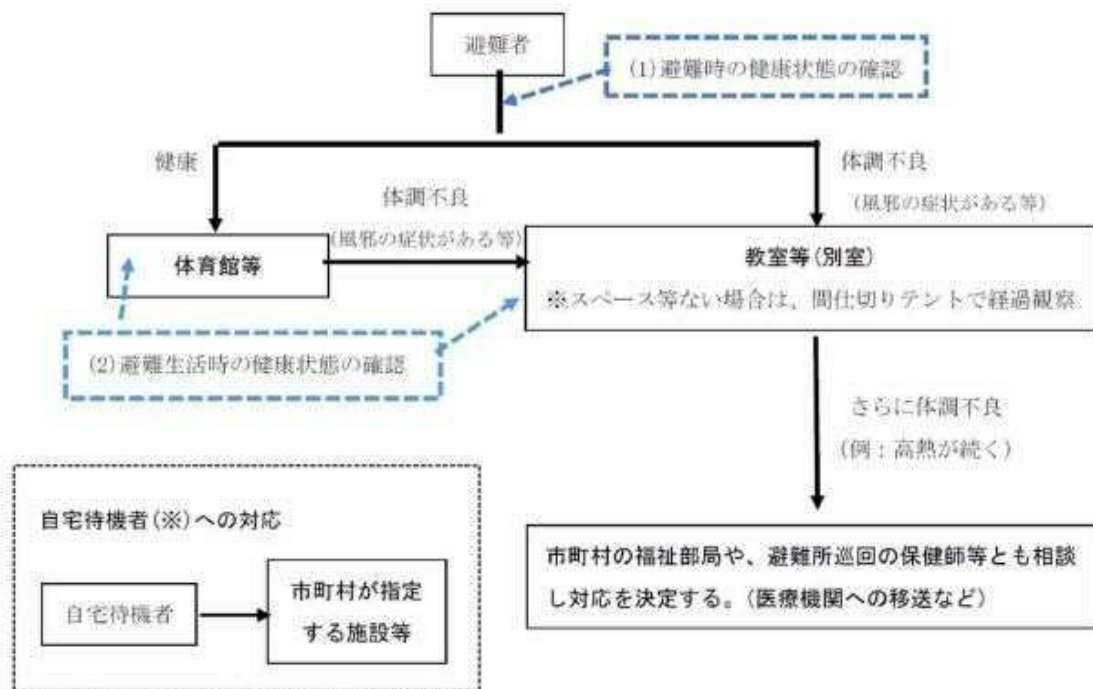 避難者
(1)避難時の健康状態の確認
健康
体調不良
(風邪の症状がある等)
体調不良
(風邪の症状がある等)
体育館等
教室等(別室)
※スペース等ない場合は、間仕切りテントで経過観察
(2)避難生活時の健康状態の確認
さらに体調不良
(例：高熱が続く)
自宅待機者(※)への対応
自宅待機者
市町村が指定
する施設等
市町村の福祉部局や、避難所巡回の保健師等とも相談
し対応を決定する。(医療機関への移送など)